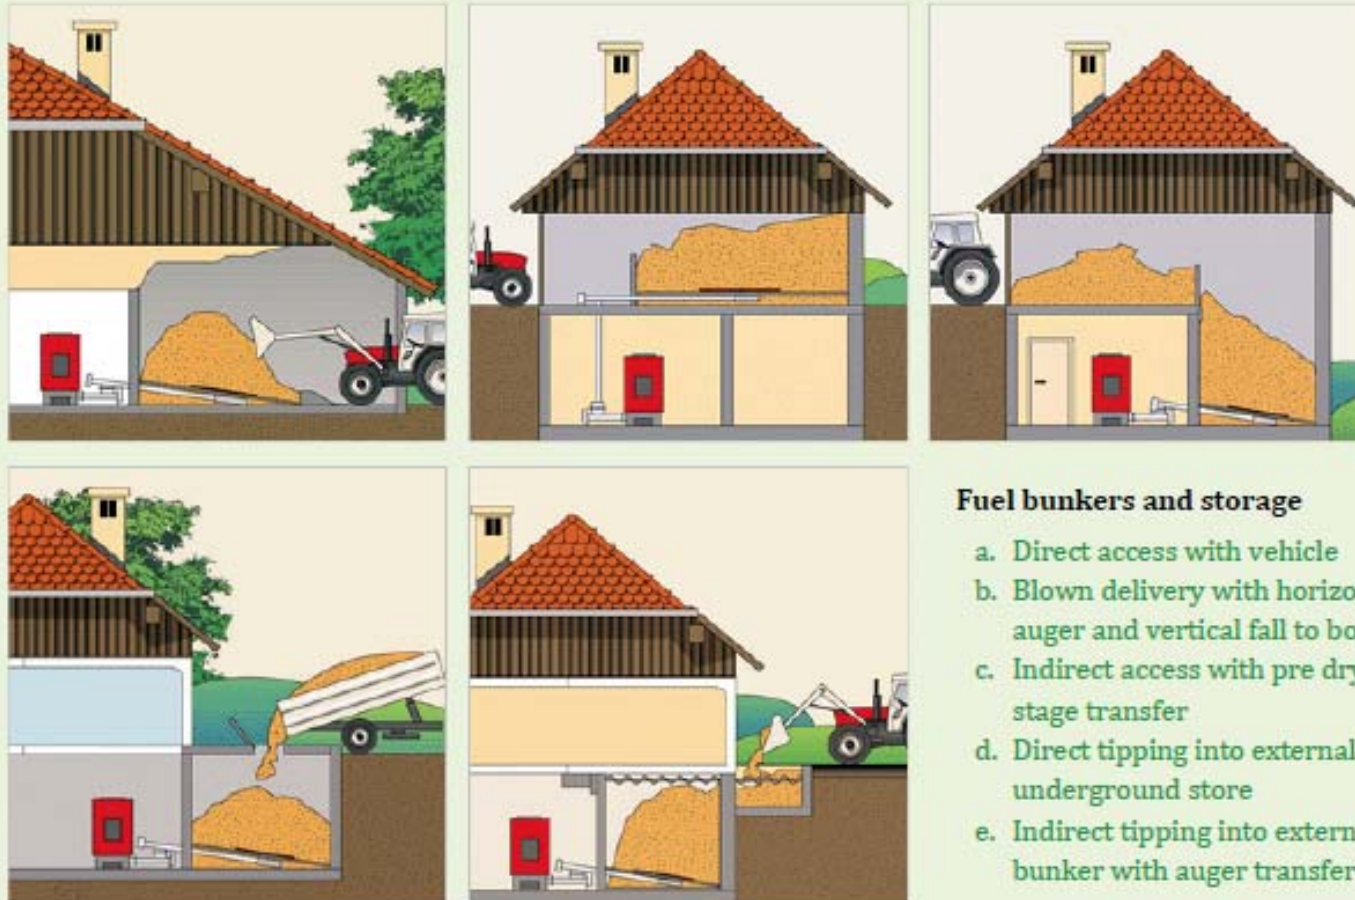 Fuel bunkers and storage
a. Direct access with vehicle
b. Blown delivery with horizo
auger and vertical fall to bo
c. Indirect access with pre dry
stage transfer
d. Direct tipping into external
underground store
e. Indirect tipping into extern
bunker with auger transfer